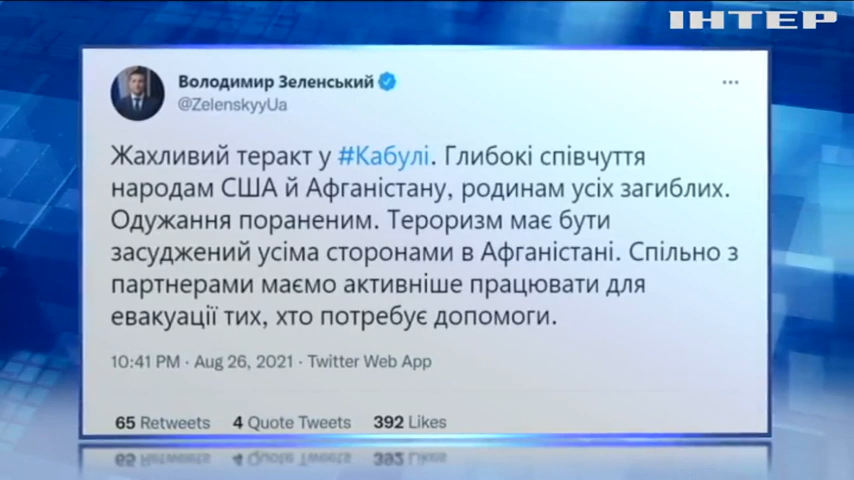 ІНТЕР
Володимир Зеленський
@ZelenskyyUa
Жахливий теракт у #Кабулі. Глибокі співчуття
народам США й Афганістану, родинам усіх загиблих.
Одужання пораненим. Тероризм має бути
засуджений усіма сторонами в Афганістані. Спільно з
партнерами маємо активніше працювати для
евакуації тих, хто потребує допомоги.
10:41 PM · Aug 26, 2021 · Twitter Web App
65 Retweets 4 Quote Tweets 392 Likes